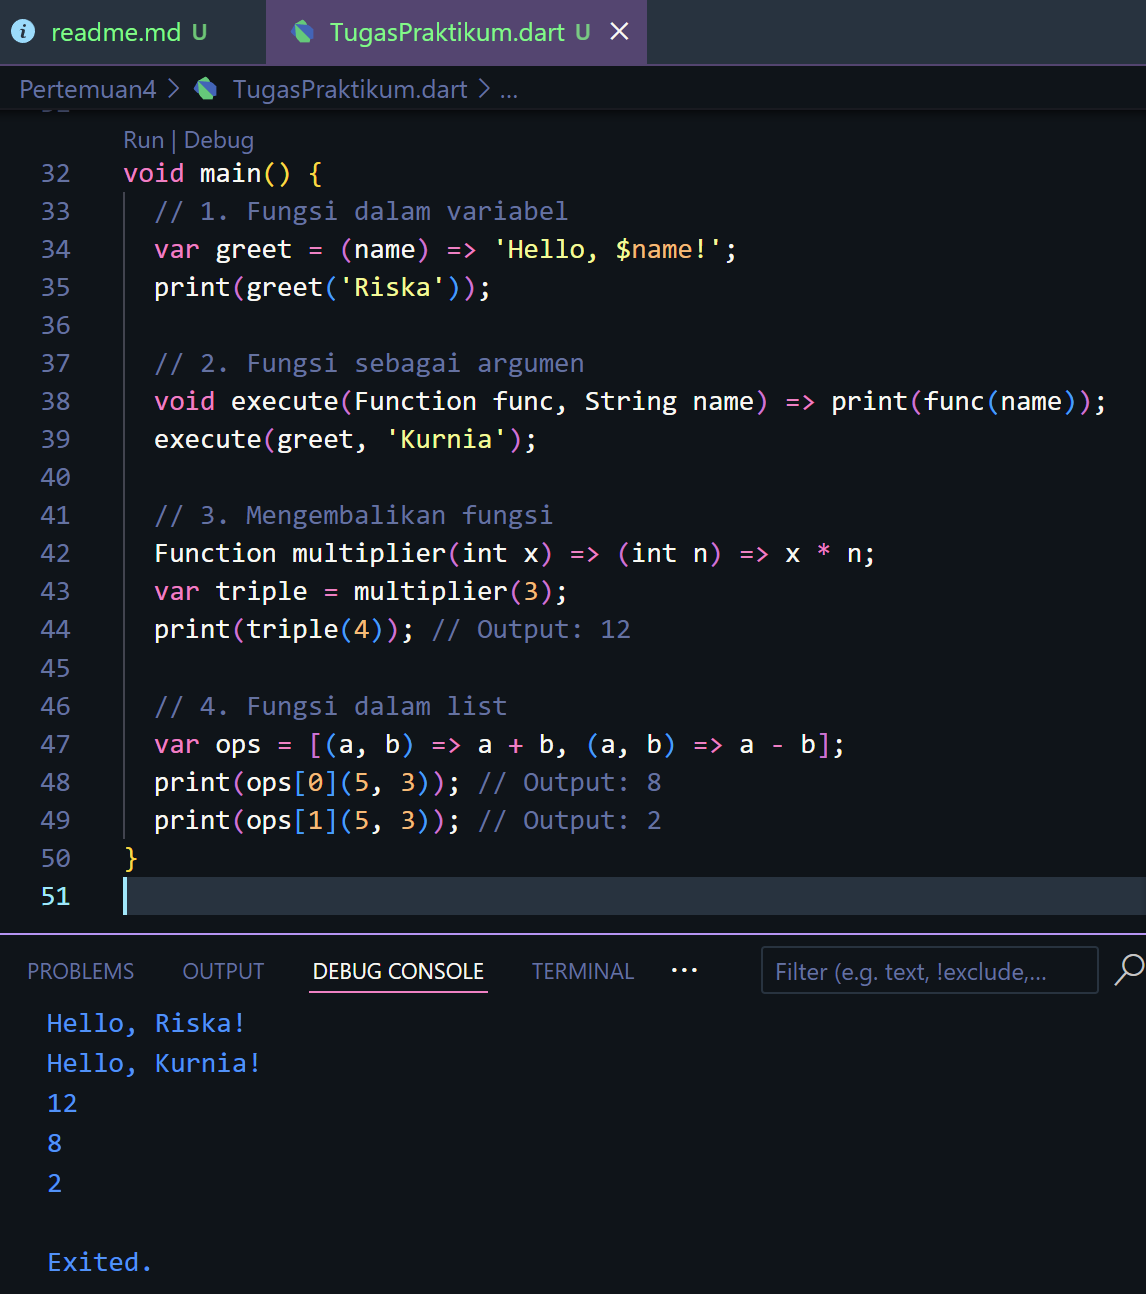 readme.md U TugasPraktikum.dart U
Pertemuan4 > TugasPraktikum.dart > ...
Run | Debug
32 void main() {
33 // 1. Fungsi dalam variabel
34 var greet = (name) => 'Hello, $name!';
35 print(greet('Riska'));
36
37 // 2. Fungsi sebagai argumen
38 void execute(Function func, String name) => print(func(name));
39 execute(greet, 'Kurnia');
40
41 // 3. Mengembalikan fungsi
42 Function multiplier(int x) => (int n) => x * n;
43 var triple = multiplier(3);
44 print(triple(4)); // Output: 12
45
46 // 4. Fungsi dalam list
47 var ops = [(a, b) => a + b, (a, b) => a - b];
48 print(ops[0](5, 3)); // Output: 8
49 print(ops[1](5, 3)); // Output: 2
50 }
51
PROBLEMS OUTPUT DEBUG CONSOLE TERMINAL ... Filter (e.g. text, !exclude,...
Hello, Riska!
Hello, Kurnia!
12
8
2
Exited.